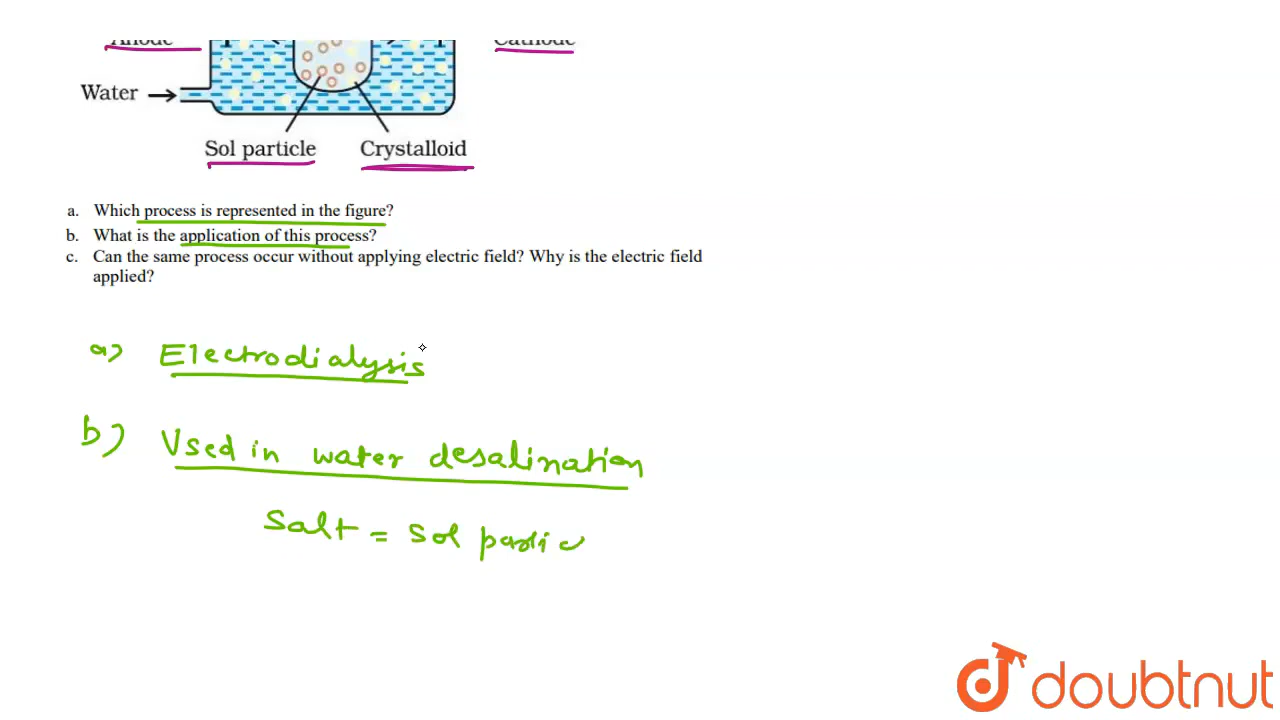 Anode Cathode
Water
Sol particle Crystalloid
a. Which process is represented in the figure?
b. What is the application of this process?
c. Can the same process occur without applying electric field? Why is the electric field
applied?
a) Electrodialysis
b) Used in water desalination
Salt = Sol partic
doubtnut